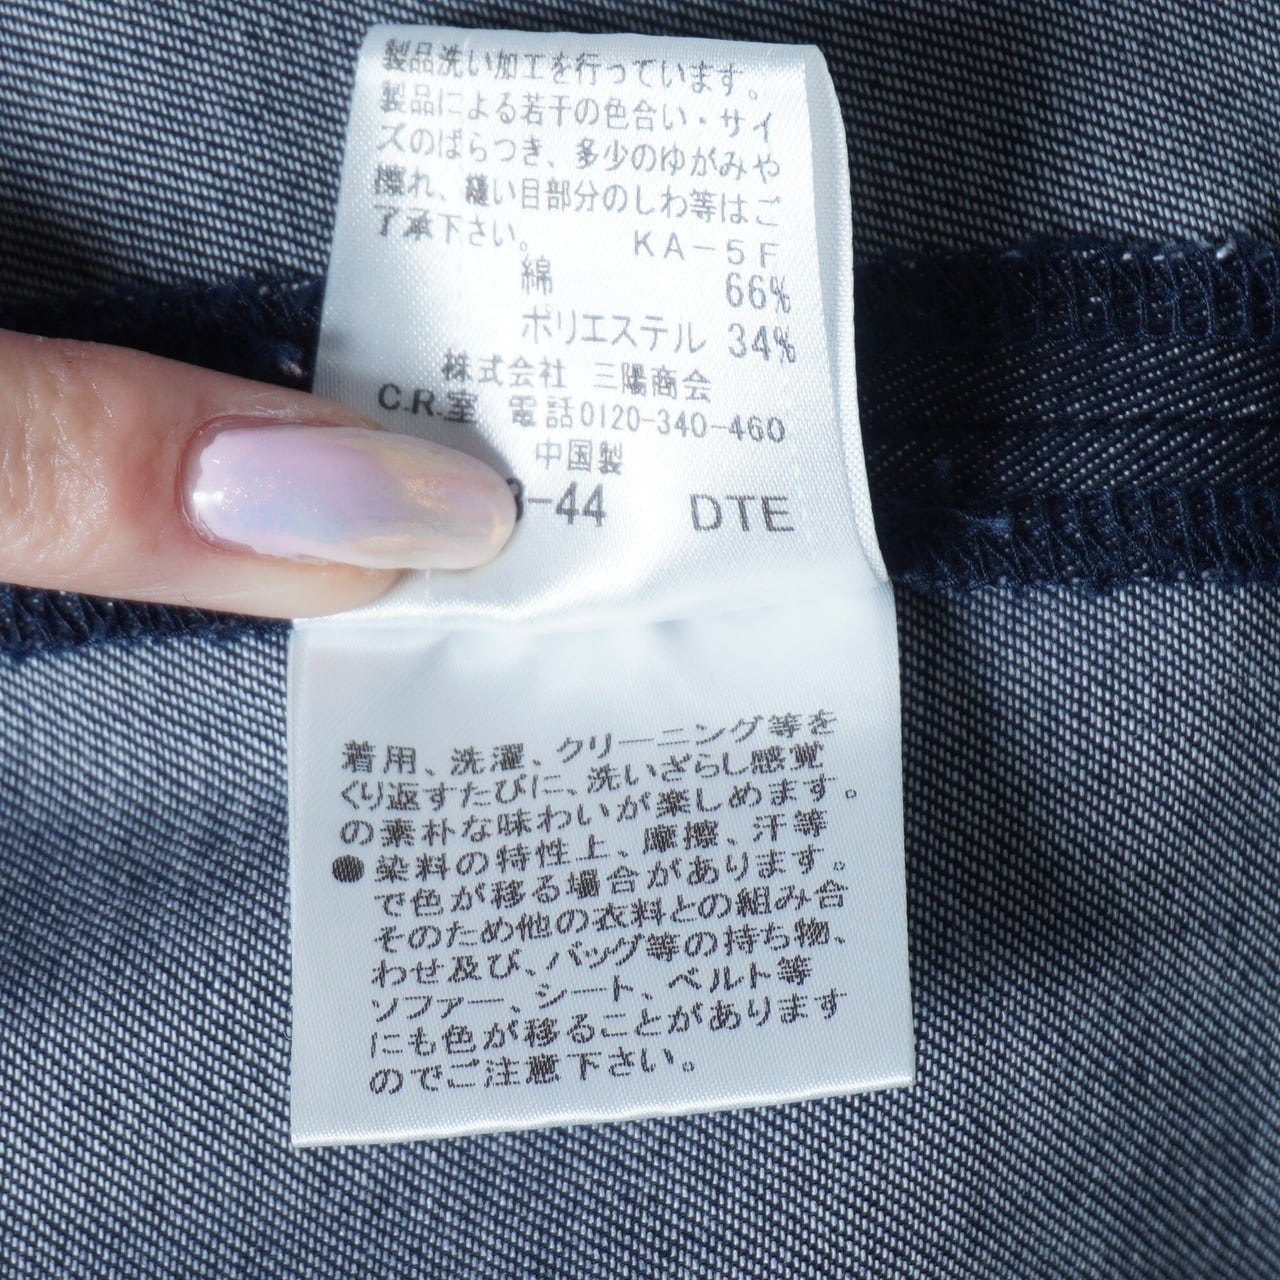 製品洗い加工を行っています。
製品による若干の色合い・サイ
ズのばらつき、多少のゆがみや
擦れ、縫い目部分のしわ等はご
了承下さい。 KA-5F
綿 66%
ポリエステル 34%
株式会社 三陽商会
C.R.室 電話0120-340-460
中国製
3-44 DTE
着用、洗濯、クリーニング等を
くり返すたびに、洗いざらし感覚
の素朴な味わいが楽しめます。
●染料の特性上、摩擦、汗等
で色が移る場合があります。
そのため他の衣料との組み合
わせ及び、バッグ等の持ち物、
ソファー、シート、ベルト等
にも色が移ることがあります
のでご注意下さい。